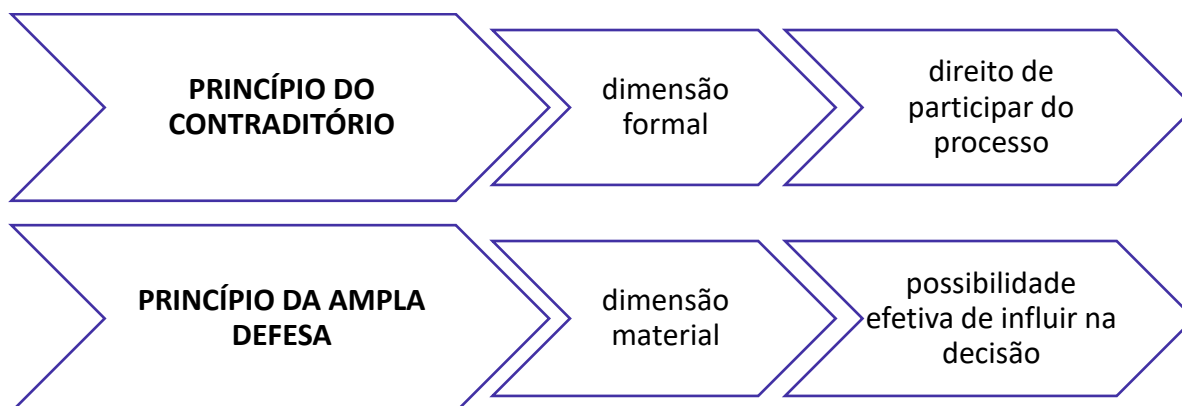 PRINCÍPIO DO
CONTRADITÓRIO
dimensão
formal
direito de
participar do
processo
PRINCÍPIO DA AMPLA
DEFESA
dimensão
material
possibilidade
efetiva de influir na
decisão